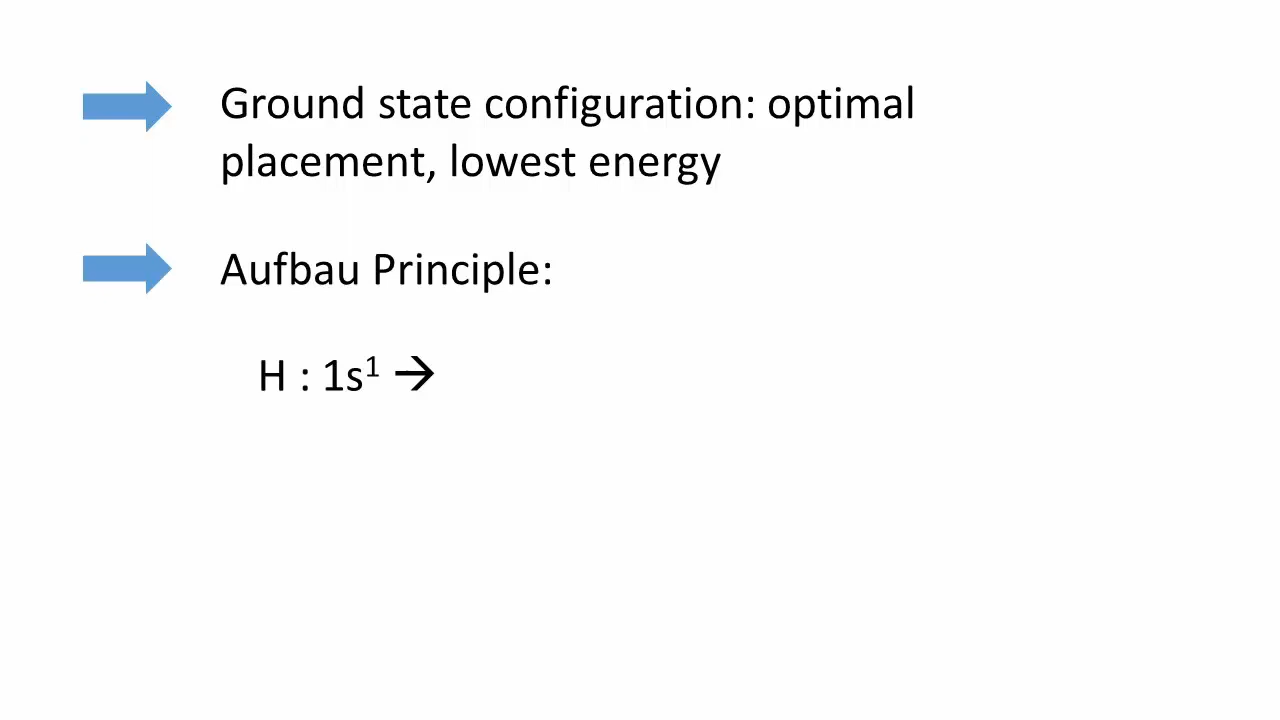 Ground state configuration: optimal
placement, lowest energy
Aufbau Principle:
H : 1s¹ →